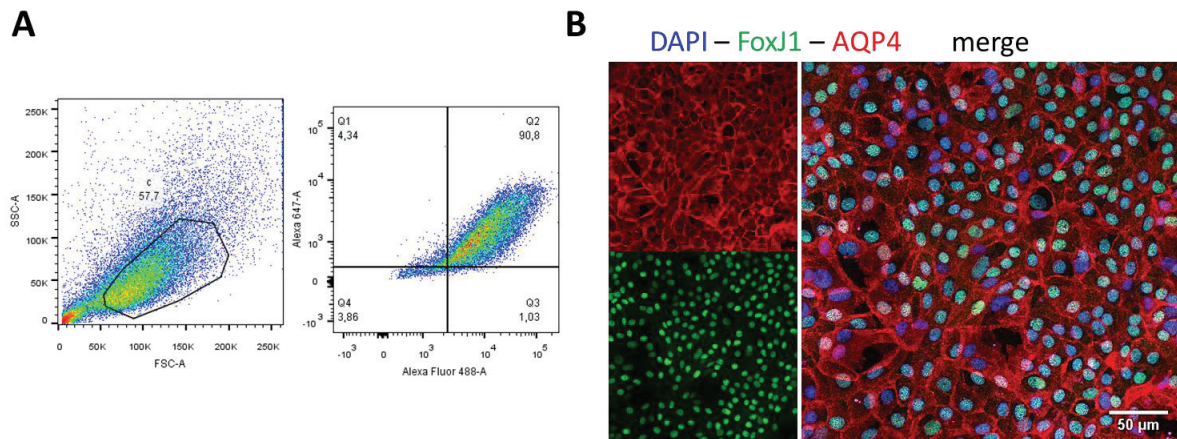 A
B
DAPI – FoxJ1 – AQP4 merge
250K
200K
150K
100K
50K
0
SSC-A
c
57,7
0 50K 100K 150K 200K 250K
FSC-A
Q1
4,34
Q2
90,8
Q4
3,86
Q3
1,03
10^5
10^4
10^3
0
-10^3
Alexa 647-A
-10^3 0 10^3 10^4 10^5
Alexa Fluor 488-A
50 µm